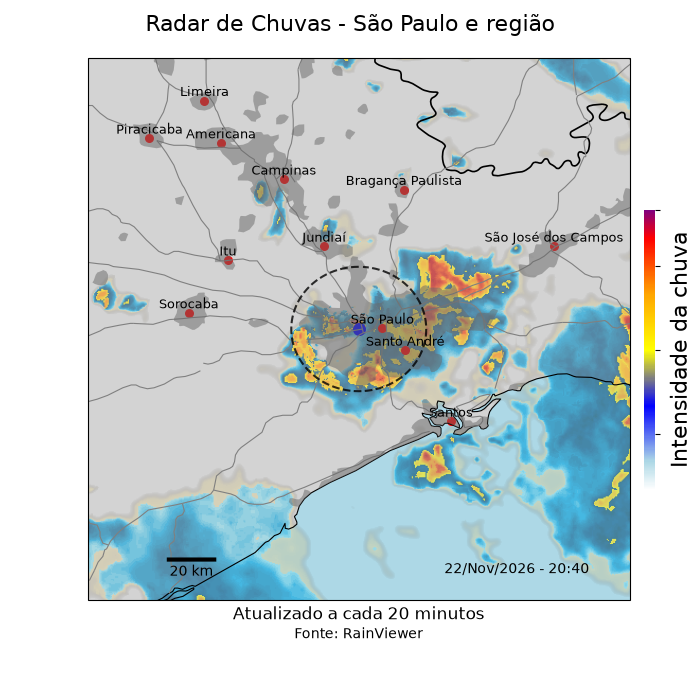 Radar de Chuvas - São Paulo e região
Limeira
Piracicaba
Americana
Campinas
Bragança Paulista
Jundiaí
São José dos Campos
Itu
Sorocaba
São Paulo
Santo André
Santos
Intensidade da chuva
20 km
22/Nov/2026 - 20:40
Atualizado a cada 20 minutos
Fonte: RainViewer